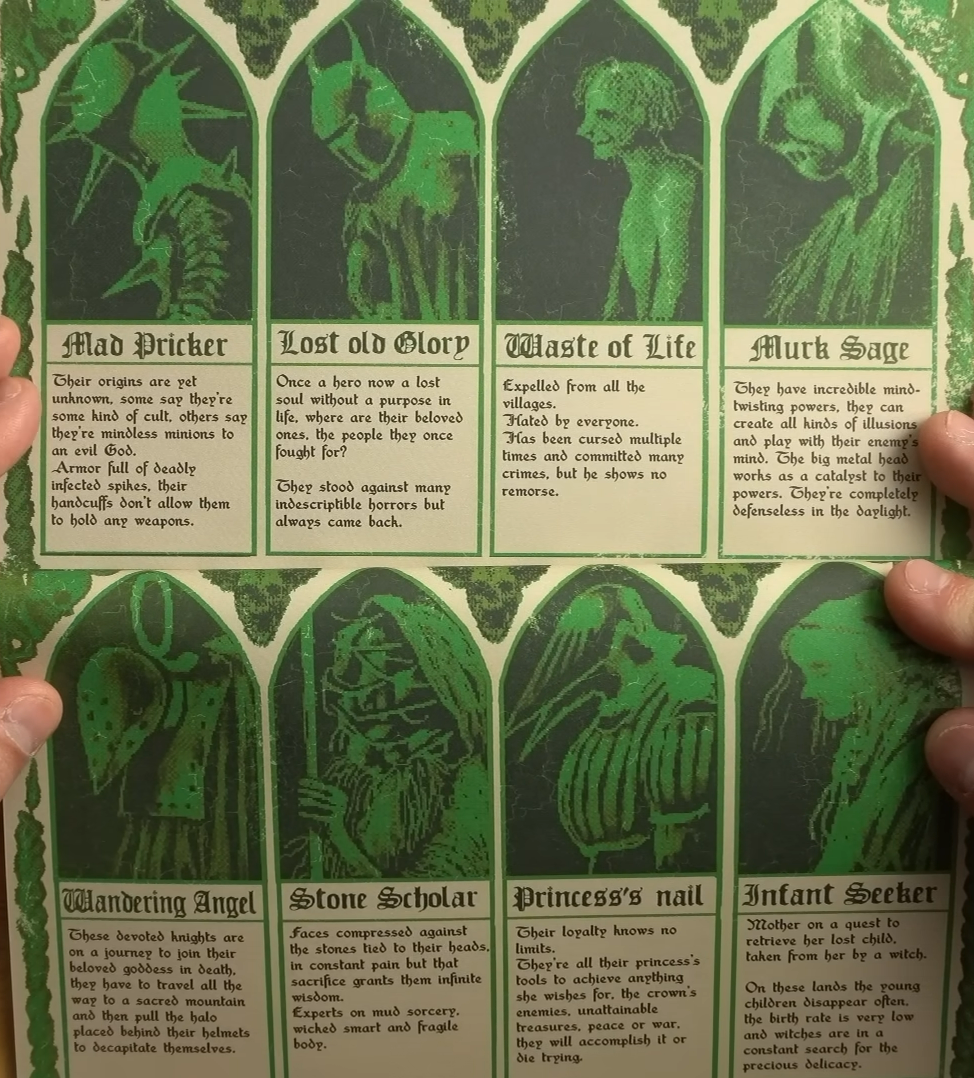 Mad Pricker
Their origins are yet
unknown, some say they're
some kind of cult, others say
they're mindless minions to
an evil God.
Armor full of deadly
infected spikes, their
handcuffs don't allow them
to hold any weapons.
Lost old Glory
Once a hero now a lost
soul without a purpose in
life, where are their beloved
ones, the people they once
fought for?
They stood against many
indescriptible horrors but
always came back.
Waste of Life
Expelled from all the
villages.
Hated by everyone.
Has been cursed multiple
times and committed many
crimes, but he shows no
remorse.
Murk Sage
They have incredible mind-
twisting powers, they can
create all kinds of illusions
and play with their enemy's
mind. The big metal head
works as a catalyst to their
powers. They're completely
defenseless in the daylight.
Wandering Angel
These devoted knights are
on a journey to join their
beloved goddess in death,
they have to travel all the
way to a sacred mountain
and then pull the halo
placed behind their helmets
to decapitate themselves.
Stone Scholar
Faces compressed against
the stones tied to their heads,
in constant pain but that
sacrifice grants them infinite
wisdom.
Experts on mud sorcery,
wicked smart and fragile
body.
Princess's nail
Their loyalty knows no
limits.
They're all their princess's
tools to achieve anything
she wishes for, the crown's
enemies, unattainable
treasures, peace or war,
they will accomplish it or
die trying.
Infant Seeker
Mother on a quest to
retrieve her lost child,
taken from her by a witch.
On these lands the young
children disappear often,
the birth rate is very low
and witches are in a
constant search for the
precious delicacy.